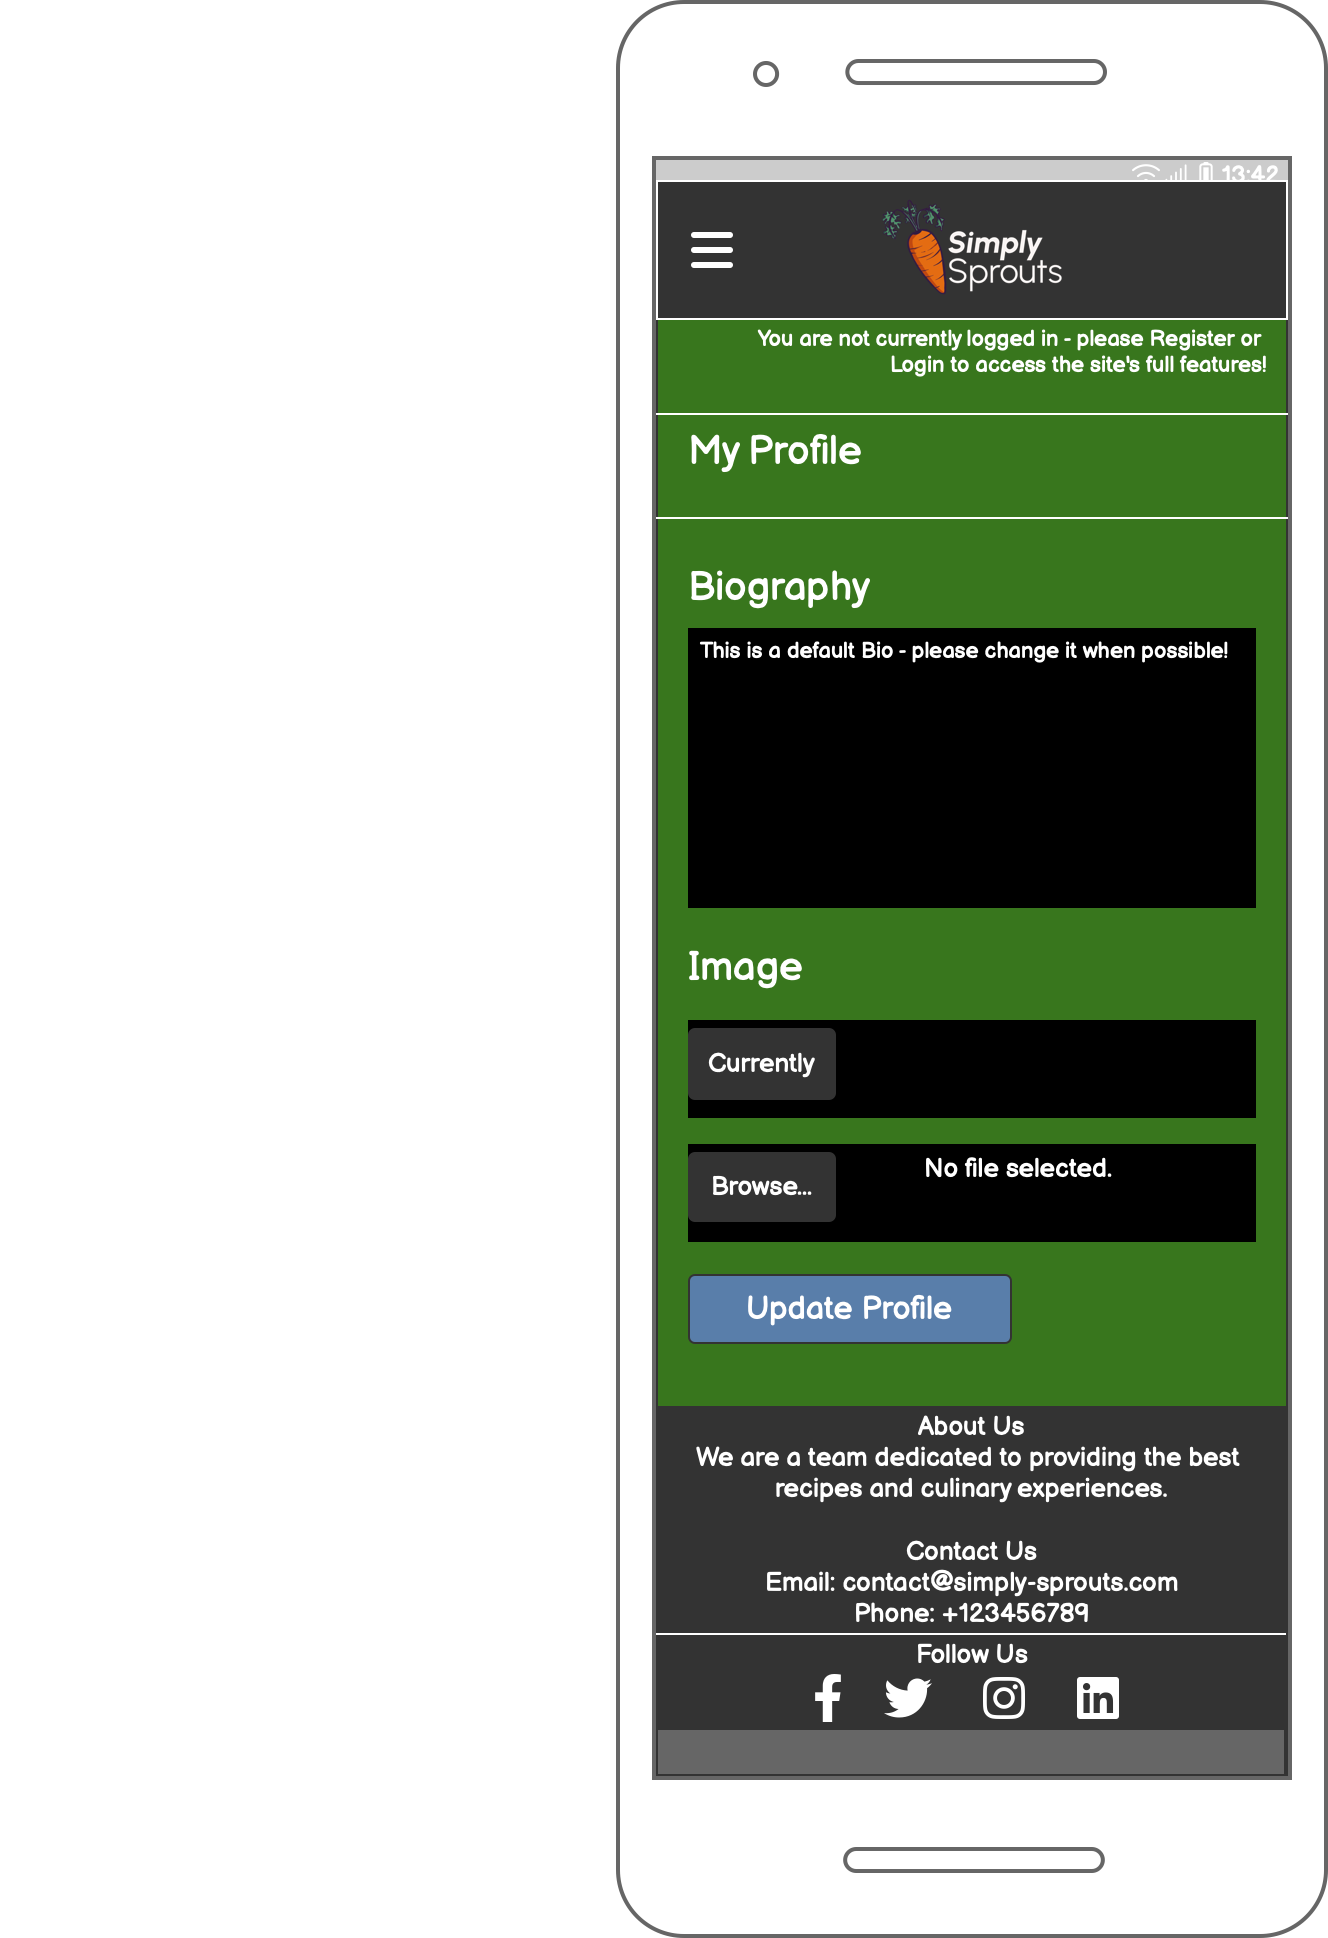 13:42
Simply
Sprouts
You are not currently logged in - please Register or
Login to access the site's full features!
My Profile
Biography
This is a default Bio - please change it when possible!
Image
Currently
Browse...
No file selected.
Update Profile
About Us
We are a team dedicated to providing the best
recipes and culinary experiences.
Contact Us
Email: contact@simply-sprouts.com
Phone: +123456789
Follow Us